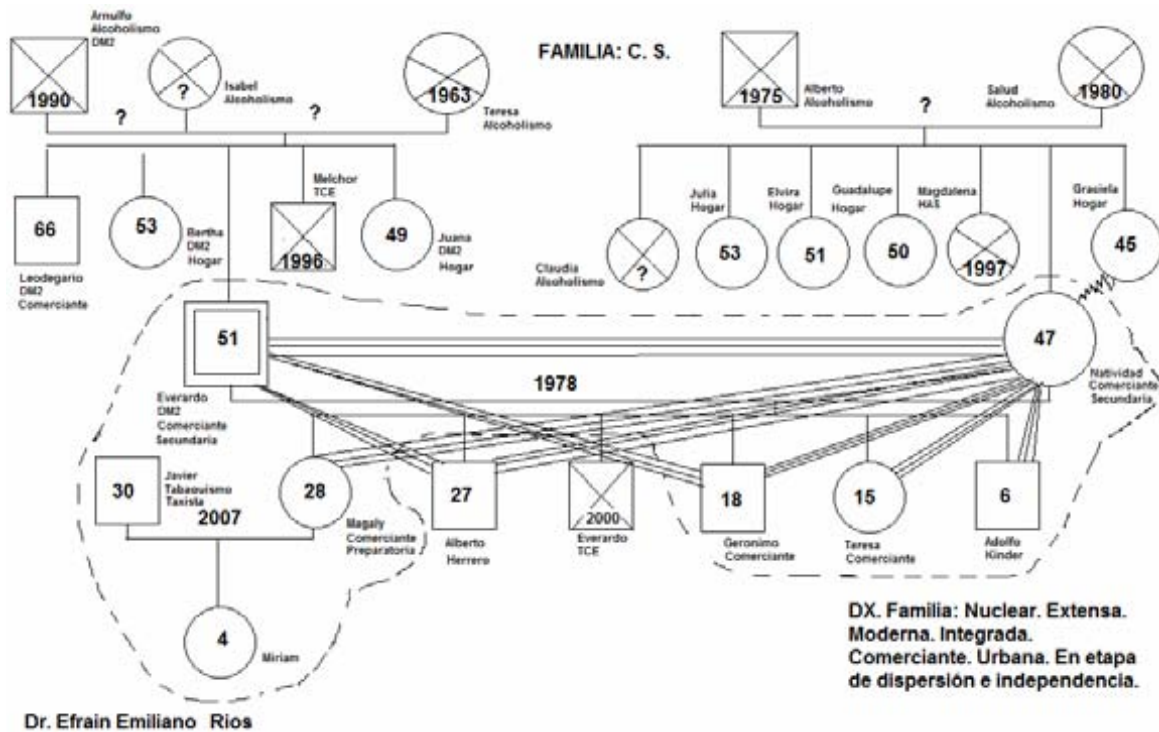 Arnulfo
Alcoholismo
DM2
1990
?
?
Isabel
Alcoholismo
?
1963
Teresa
Alcoholismo
FAMILIA: C. S.
1975
Alberto
Alcoholismo
?
Salud
Alcoholismo
1980
66
Leodegario
DM2
Comerciante
53
Bertha
DM2
Hogar
Melchor
TCE
1996
49
Juana
DM2
Hogar
?
Claudia
Alcoholismo
Julia
Hogar
53
Elvira
Hogar
51
Guadalupe
Hogar
50
Magdalena
HAS
1997
Grasiela
Hogar
45
51
Everardo
DM2
Comerciante
Secundaria
1978
47
Natividad
Comerciante
Secundaria
30
Javier
Tabaquismo
Taxista
2007
28
Magaly
Comerciante
Preparatoria
27
Alberto
Herrero
2000
Everardo
TCE
18
Geronimo
Comerciante
15
Teresa
Comerciante
6
Adolfo
Kinder
4
Miriam
DX. Familia: Nuclear. Extensa.
Moderna. Integrada.
Comerciante. Urbana. En etapa
de dispersión e independencia.
Dr. Efrain Emiliano Rios